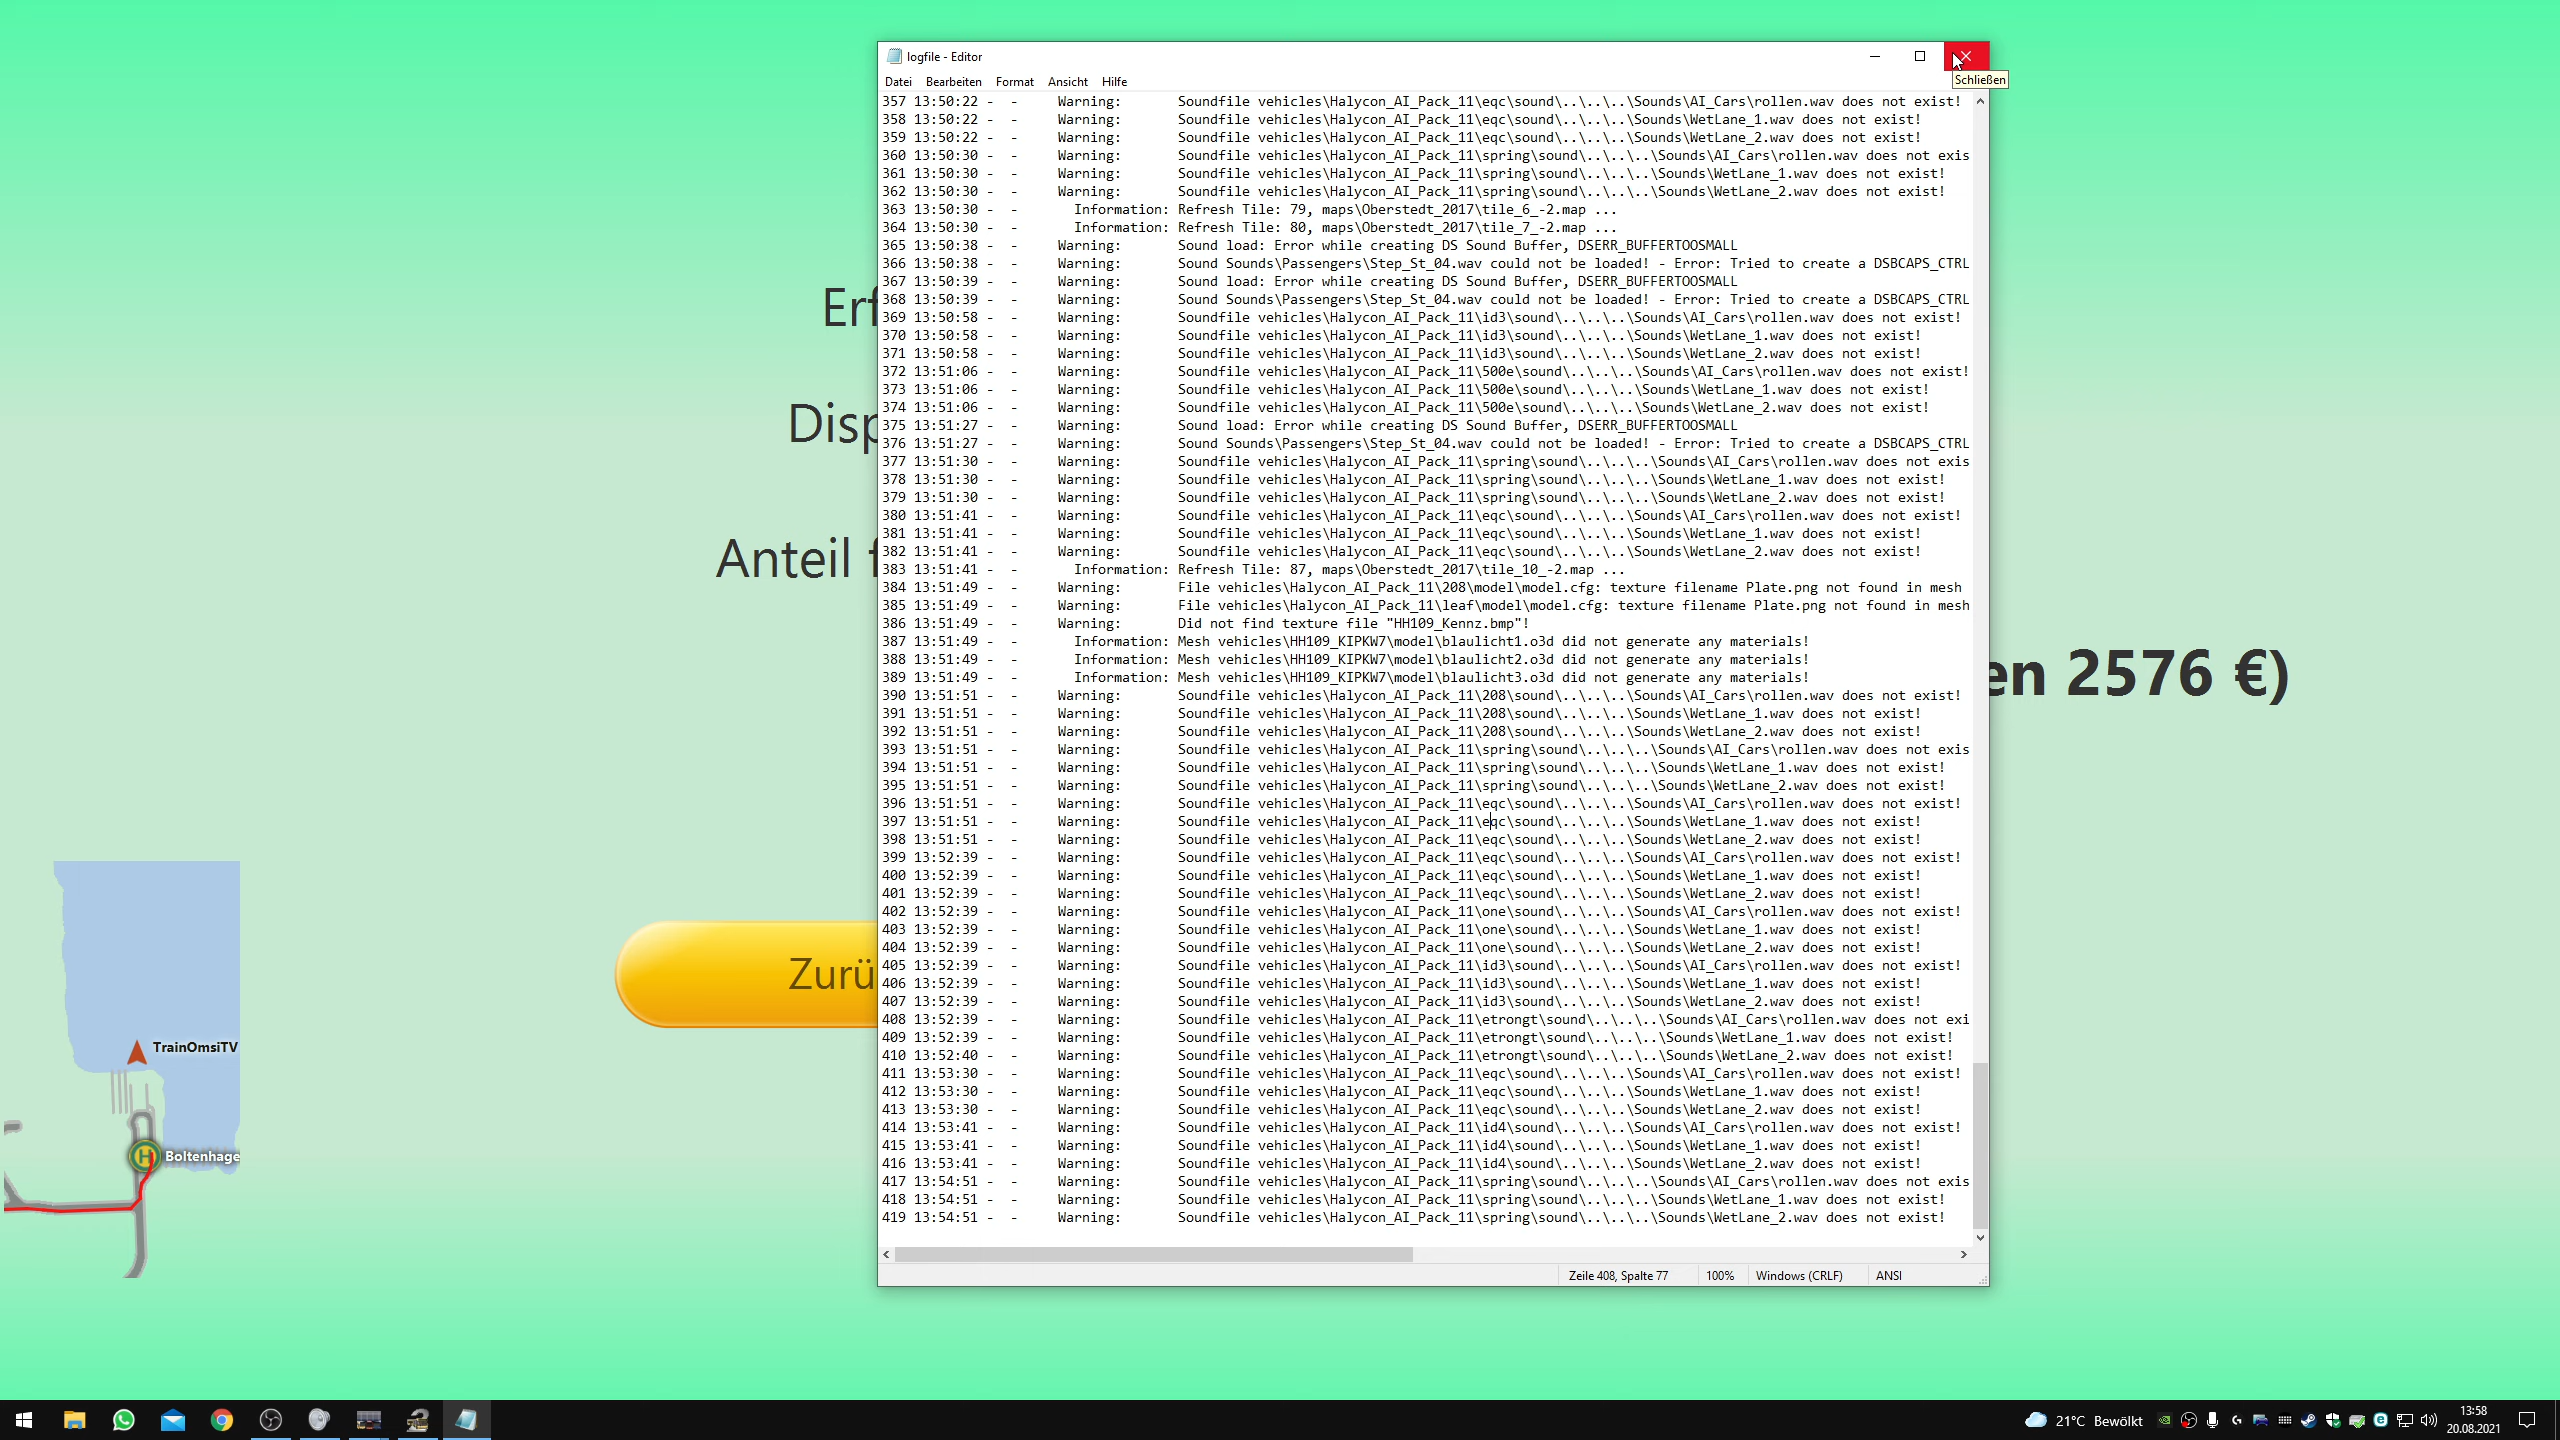 logfile - Editor
Schließen
Datei Bearbeiten Format Ansicht Hilfe
357 13:50:22 - - Warning: Soundfile vehicles\Halycon_AI_Pack_11\eqc\sound\..\..\..\Sounds\AI_Cars\rollen.wav does not exist!
358 13:50:22 - - Warning: Soundfile vehicles\Halycon_AI_Pack_11\eqc\sound\..\..\..\Sounds\WetLane_1.wav does not exist!
359 13:50:22 - - Warning: Soundfile vehicles\Halycon_AI_Pack_11\eqc\sound\..\..\..\Sounds\WetLane_2.wav does not exist!
360 13:50:30 - - Warning: Soundfile vehicles\Halycon_AI_Pack_11\spring\sound\..\..\..\Sounds\AI_Cars\rollen.wav does not exis
361 13:50:30 - - Warning: Soundfile vehicles\Halycon_AI_Pack_11\spring\sound\..\..\..\Sounds\WetLane_1.wav does not exist!
362 13:50:30 - - Warning: Soundfile vehicles\Halycon_AI_Pack_11\spring\sound\..\..\..\Sounds\WetLane_2.wav does not exist!
363 13:50:30 - - Information: Refresh Tile: 79, maps\Oberstedt_2017\tile_6_-2.map ...
364 13:50:30 - - Information: Refresh Tile: 80, maps\Oberstedt_2017\tile_7_-2.map ...
365 13:50:38 - - Warning: Sound load: Error while creating DS Sound Buffer, DSERR_BUFFERTOOSMALL
366 13:50:38 - - Warning: Sound Sounds\Passengers\Step_St_04.wav could not be loaded! - Error: Tried to create a DSBCAPS_CTRL
367 13:50:39 - - Warning: Sound load: Error while creating DS Sound Buffer, DSERR_BUFFERTOOSMALL
368 13:50:39 - - Warning: Sound Sounds\Passengers\Step_St_04.wav could not be loaded! - Error: Tried to create a DSBCAPS_CTRL
369 13:50:58 - - Warning: Soundfile vehicles\Halycon_AI_Pack_11\id3\sound\..\..\..\Sounds\AI_Cars\rollen.wav does not exist!
370 13:50:58 - - Warning: Soundfile vehicles\Halycon_AI_Pack_11\id3\sound\..\..\..\Sounds\WetLane_1.wav does not exist!
371 13:50:58 - - Warning: Soundfile vehicles\Halycon_AI_Pack_11\id3\sound\..\..\..\Sounds\WetLane_2.wav does not exist!
372 13:51:06 - - Warning: Soundfile vehicles\Halycon_AI_Pack_11\500e\sound\..\..\..\Sounds\AI_Cars\rollen.wav does not exist!
373 13:51:06 - - Warning: Soundfile vehicles\Halycon_AI_Pack_11\500e\sound\..\..\..\Sounds\WetLane_1.wav does not exist!
374 13:51:06 - - Warning: Soundfile vehicles\Halycon_AI_Pack_11\500e\sound\..\..\..\Sounds\WetLane_2.wav does not exist!
375 13:51:27 - - Warning: Sound load: Error while creating DS Sound Buffer, DSERR_BUFFERTOOSMALL
376 13:51:27 - - Warning: Sound Sounds\Passengers\Step_St_04.wav could not be loaded! - Error: Tried to create a DSBCAPS_CTRL
377 13:51:30 - - Warning: Soundfile vehicles\Halycon_AI_Pack_11\spring\sound\..\..\..\Sounds\AI_Cars\rollen.wav does not exis
378 13:51:30 - - Warning: Soundfile vehicles\Halycon_AI_Pack_11\spring\sound\..\..\..\Sounds\WetLane_1.wav does not exist!
379 13:51:30 - - Warning: Soundfile vehicles\Halycon_AI_Pack_11\spring\sound\..\..\..\Sounds\WetLane_2.wav does not exist!
380 13:51:41 - - Warning: Soundfile vehicles\Halycon_AI_Pack_11\eqc\sound\..\..\..\Sounds\AI_Cars\rollen.wav does not exist!
381 13:51:41 - - Warning: Soundfile vehicles\Halycon_AI_Pack_11\eqc\sound\..\..\..\Sounds\WetLane_1.wav does not exist!
382 13:51:41 - - Warning: Soundfile vehicles\Halycon_AI_Pack_11\eqc\sound\..\..\..\Sounds\WetLane_2.wav does not exist!
383 13:51:41 - - Information: Refresh Tile: 87, maps\Oberstedt_2017\tile_10_-2.map ...
384 13:51:49 - - Warning: File vehicles\Halycon_AI_Pack_11\208\model\model.cfg: texture filename Plate.png not found in mesh
385 13:51:49 - - Warning: File vehicles\Halycon_AI_Pack_11\leaf\model\model.cfg: texture filename Plate.png not found in mesh
386 13:51:49 - - Warning: Did not find texture file "HH109_Kennz.bmp"!
387 13:51:49 - - Information: Mesh vehicles\HH109_KIPKW7\model\blaulicht1.o3d did not generate any materials!
388 13:51:49 - - Information: Mesh vehicles\HH109_KIPKW7\model\blaulicht2.o3d did not generate any materials!
389 13:51:49 - - Information: Mesh vehicles\HH109_KIPKW7\model\blaulicht3.o3d did not generate any materials!
390 13:51:51 - - Warning: Soundfile vehicles\Halycon_AI_Pack_11\208\sound\..\..\..\Sounds\AI_Cars\rollen.wav does not exist!
391 13:51:51 - - Warning: Soundfile vehicles\Halycon_AI_Pack_11\208\sound\..\..\..\Sounds\WetLane_1.wav does not exist!
392 13:51:51 - - Warning: Soundfile vehicles\Halycon_AI_Pack_11\208\sound\..\..\..\Sounds\WetLane_2.wav does not exist!
393 13:51:51 - - Warning: Soundfile vehicles\Halycon_AI_Pack_11\spring\sound\..\..\..\Sounds\AI_Cars\rollen.wav does not exis
394 13:51:51 - - Warning: Soundfile vehicles\Halycon_AI_Pack_11\spring\sound\..\..\..\Sounds\WetLane_1.wav does not exist!
395 13:51:51 - - Warning: Soundfile vehicles\Halycon_AI_Pack_11\spring\sound\..\..\..\Sounds\WetLane_2.wav does not exist!
396 13:51:51 - - Warning: Soundfile vehicles\Halycon_AI_Pack_11\eqc\sound\..\..\..\Sounds\AI_Cars\rollen.wav does not exist!
397 13:51:51 - - Warning: Soundfile vehicles\Halycon_AI_Pack_11\eqc\sound\..\..\..\Sounds\WetLane_1.wav does not exist!
398 13:51:51 - - Warning: Soundfile vehicles\Halycon_AI_Pack_11\eqc\sound\..\..\..\Sounds\WetLane_2.wav does not exist!
399 13:52:39 - - Warning: Soundfile vehicles\Halycon_AI_Pack_11\eqc\sound\..\..\..\Sounds\AI_Cars\rollen.wav does not exist!
400 13:52:39 - - Warning: Soundfile vehicles\Halycon_AI_Pack_11\eqc\sound\..\..\..\Sounds\WetLane_1.wav does not exist!
401 13:52:39 - - Warning: Soundfile vehicles\Halycon_AI_Pack_11\eqc\sound\..\..\..\Sounds\WetLane_2.wav does not exist!
402 13:52:39 - - Warning: Soundfile vehicles\Halycon_AI_Pack_11\one\sound\..\..\..\Sounds\AI_Cars\rollen.wav does not exist!
403 13:52:39 - - Warning: Soundfile vehicles\Halycon_AI_Pack_11\one\sound\..\..\..\Sounds\WetLane_1.wav does not exist!
404 13:52:39 - - Warning: Soundfile vehicles\Halycon_AI_Pack_11\one\sound\..\..\..\Sounds\WetLane_2.wav does not exist!
405 13:52:39 - - Warning: Soundfile vehicles\Halycon_AI_Pack_11\id3\sound\..\..\..\Sounds\AI_Cars\rollen.wav does not exist!
406 13:52:39 - - Warning: Soundfile vehicles\Halycon_AI_Pack_11\id3\sound\..\..\..\Sounds\WetLane_1.wav does not exist!
407 13:52:39 - - Warning: Soundfile vehicles\Halycon_AI_Pack_11\id3\sound\..\..\..\Sounds\WetLane_2.wav does not exist!
408 13:52:39 - - Warning: Soundfile vehicles\Halycon_AI_Pack_11\etrongt\sound\..\..\..\Sounds\AI_Cars\rollen.wav does not exi
409 13:52:39 - - Warning: Soundfile vehicles\Halycon_AI_Pack_11\etrongt\sound\..\..\..\Sounds\WetLane_1.wav does not exist!
410 13:52:40 - - Warning: Soundfile vehicles\Halycon_AI_Pack_11\etrongt\sound\..\..\..\Sounds\WetLane_2.wav does not exist!
411 13:53:30 - - Warning: Soundfile vehicles\Halycon_AI_Pack_11\eqc\sound\..\..\..\Sounds\AI_Cars\rollen.wav does not exist!
412 13:53:30 - - Warning: Soundfile vehicles\Halycon_AI_Pack_11\eqc\sound\..\..\..\Sounds\WetLane_1.wav does not exist!
413 13:53:30 - - Warning: Soundfile vehicles\Halycon_AI_Pack_11\eqc\sound\..\..\..\Sounds\WetLane_2.wav does not exist!
414 13:53:41 - - Warning: Soundfile vehicles\Halycon_AI_Pack_11\id4\sound\..\..\..\Sounds\AI_Cars\rollen.wav does not exist!
415 13:53:41 - - Warning: Soundfile vehicles\Halycon_AI_Pack_11\id4\sound\..\..\..\Sounds\WetLane_1.wav does not exist!
416 13:53:41 - - Warning: Soundfile vehicles\Halycon_AI_Pack_11\id4\sound\..\..\..\Sounds\WetLane_2.wav does not exist!
417 13:54:51 - - Warning: Soundfile vehicles\Halycon_AI_Pack_11\spring\sound\..\..\..\Sounds\AI_Cars\rollen.wav does not exis
418 13:54:51 - - Warning: Soundfile vehicles\Halycon_AI_Pack_11\spring\sound\..\..\..\Sounds\WetLane_1.wav does not exist!
419 13:54:51 - - Warning: Soundfile vehicles\Halycon_AI_Pack_11\spring\sound\..\..\..\Sounds\WetLane_2.wav does not exist!
Zeile 408, Spalte 77 100% Windows (CRLF) ANSI
Erf
Disp
Anteil f
en 2576 €)
Zurü
TrainOmsiTV
H Boltenhage
21°C Bewölkt
13:58
20.08.2021